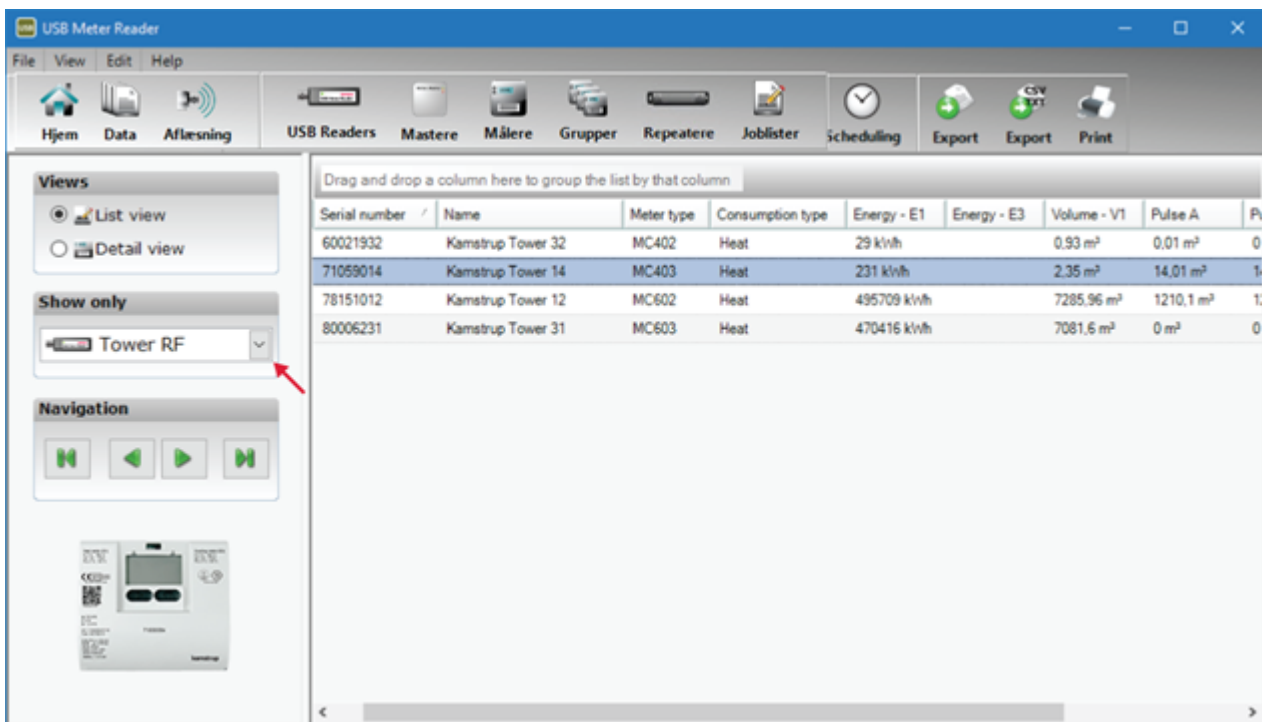 USB Meter Reader
File View Edit Help
Hjem Data Aflæsning USB Readers Mastere Målere Grupper Repeatere Joblister Scheduling Export Export Print
CSV
TXT
Views
List view
Detail view
Show only
Tower RF
Navigation
kamstrup
Drag and drop a column here to group the list by that column
Serial number Name Meter type Consumption type Energy - E1 Energy - E3 Volume - V1 Pulse A
60021932 Kamstrup Tower 32 MC402 Heat 29 kWh 0,93 m³ 0,01 m³ 0
71059014 Kamstrup Tower 14 MC403 Heat 231 kWh 2,35 m³ 14,01 m³
78151012 Kamstrup Tower 12 MC602 Heat 495709 kWh 7285,96 m³ 1210,1 m³
80006231 Kamstrup Tower 31 MC603 Heat 470416 kWh 7081,6 m³ 0 m³ 0